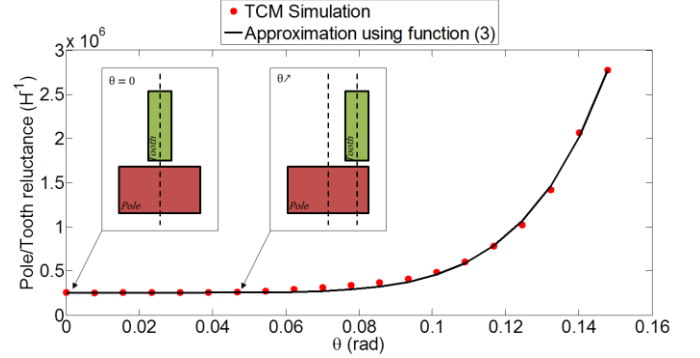 TCM Simulation
Approximation using function (3)
3 × 10⁶
2.5
2
1.5
1
0.5
0
Pole/Tooth reluctance (H⁻¹)
θ = 0
Tooth
Pole
θ↗
Tooth
Pole
0 0.02 0.04 0.06 0.08 0.1 0.12 0.14 0.16
θ (rad)